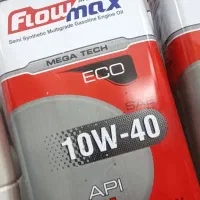 Flowmax
Semi Synthetic Multigrade Gasoline Engine Oil
MEGA TECH
ECO
SAE
10W-40
API